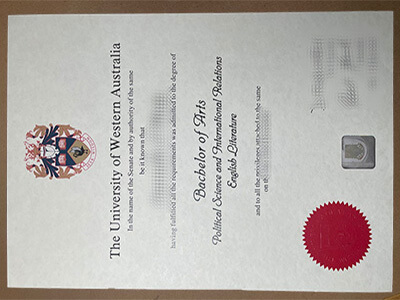 The University of Western Australia
In the name of the Senate and by authority of the same
be it known that
having fulfilled all the requirements was admitted to the degree of
Bachelor of Arts
Political Science and International Relations
English Literature
and to all the privileges attached to the same
on th